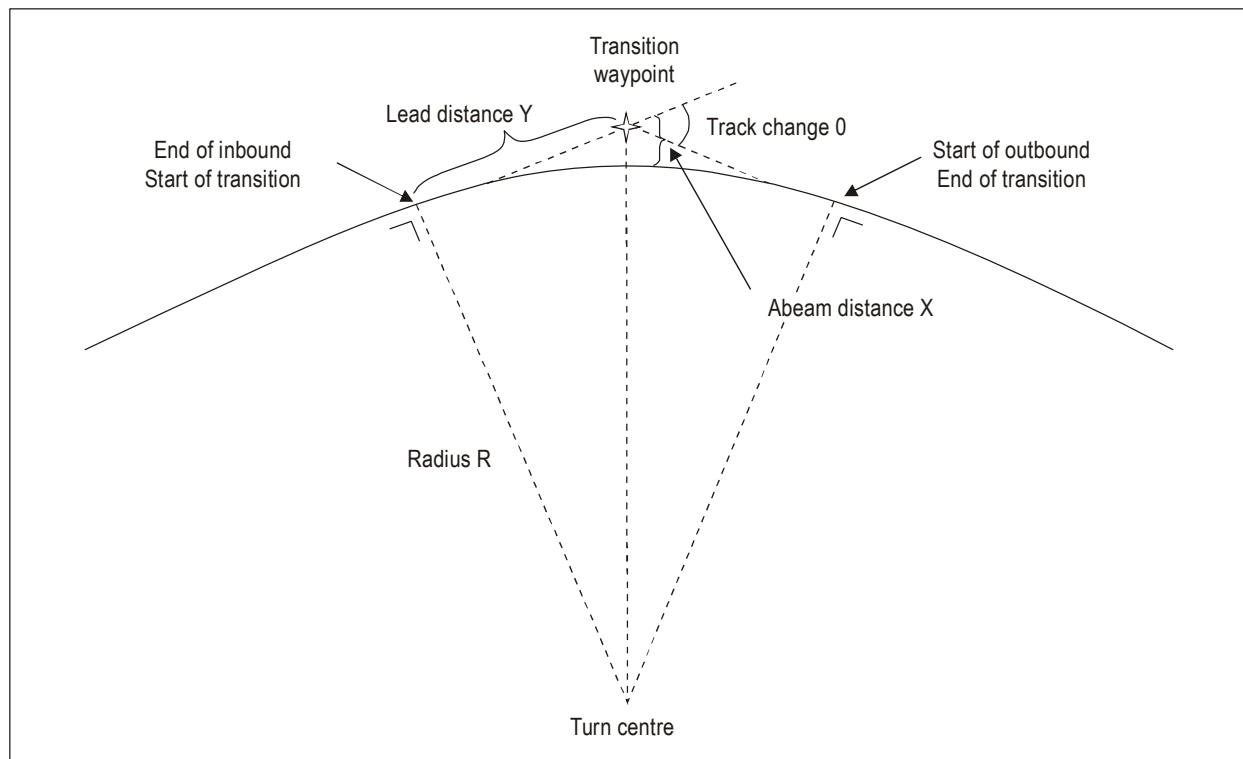 Transition
waypoint
Lead distance Y
Track change 0
End of inbound
Start of transition
Start of outbound
End of transition
Abeam distance X
Radius R
Turn centre